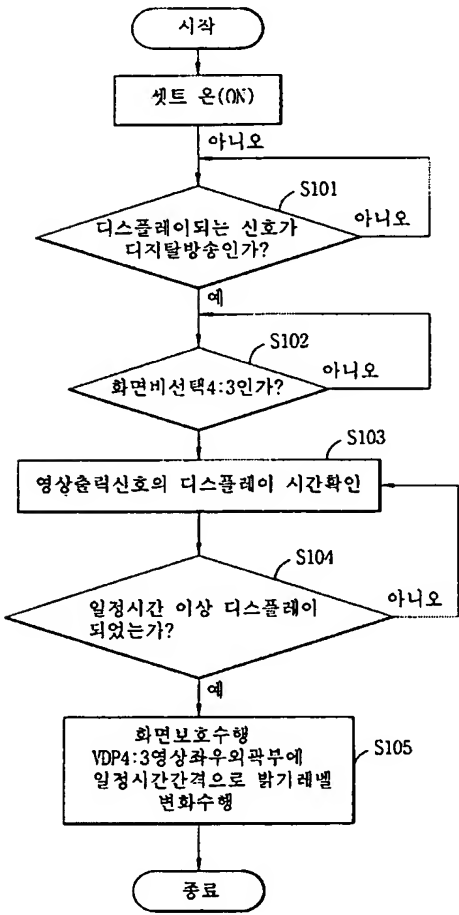 시작
셋트 온(ON)
아니오
S101
디스플레이되는 신호가
디지탈방송인가?
아니오
예
S102
화면비선택4:3인가?
아니오
S103
영상출력신호의 디스플레이 시간확인
S104
일정시간 이상 디스플레이
되었는가?
아니오
예
화면보호수행
VDP4:3영상좌우외곽부에
일정시간간격으로 밝기레벨
변화수행
S105
종료